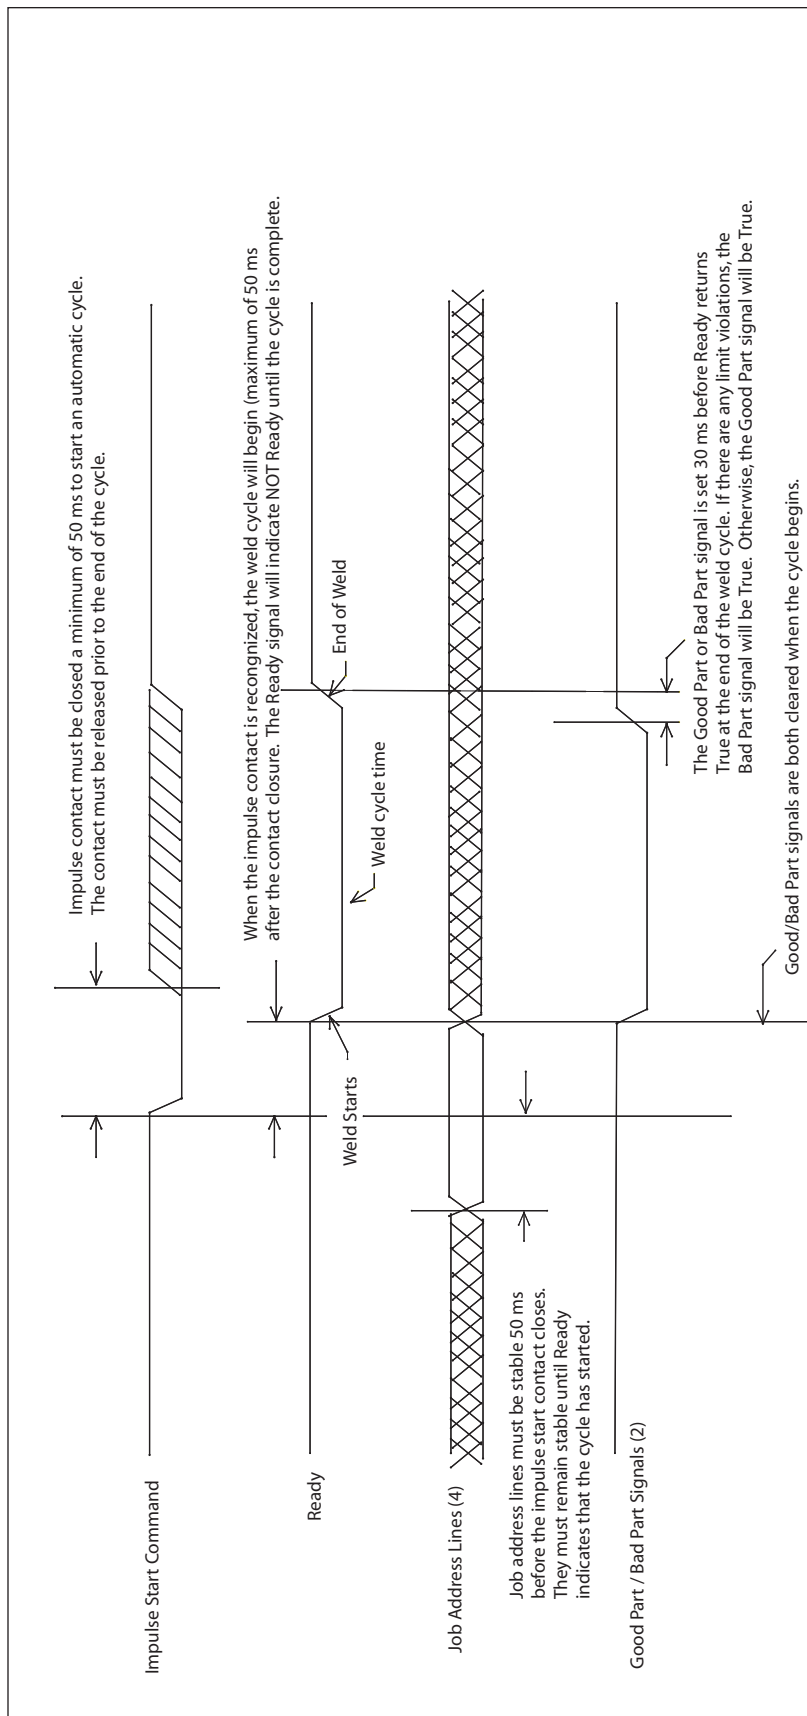 Impulse contact must be closed a minimum of 50 ms to start an automatic cycle.
The contact must be released prior to the end of the cycle.
Impulse Start Command
When the impulse contact is recongnized, the weld cycle will begin (maximum of 50 ms
after the contact closure. The Ready signal will indicate NOT Ready until the cycle is complete.
Ready
Weld Starts
Weld cycle time
End of Weld
Job Address Lines (4)
Job address lines must be stable 50 ms
before the impulse start contact closes.
They must remain stable until Ready
indicates that the cycle has started.
Good Part / Bad Part Signals (2)
The Good Part or Bad Part signal is set 30 ms before Ready returns
True at the end of the weld cycle. If there are any limit violations, the
Bad Part signal will be True. Otherwise, the Good Part signal will be True.
Good/Bad Part signals are both cleared when the cycle begins.